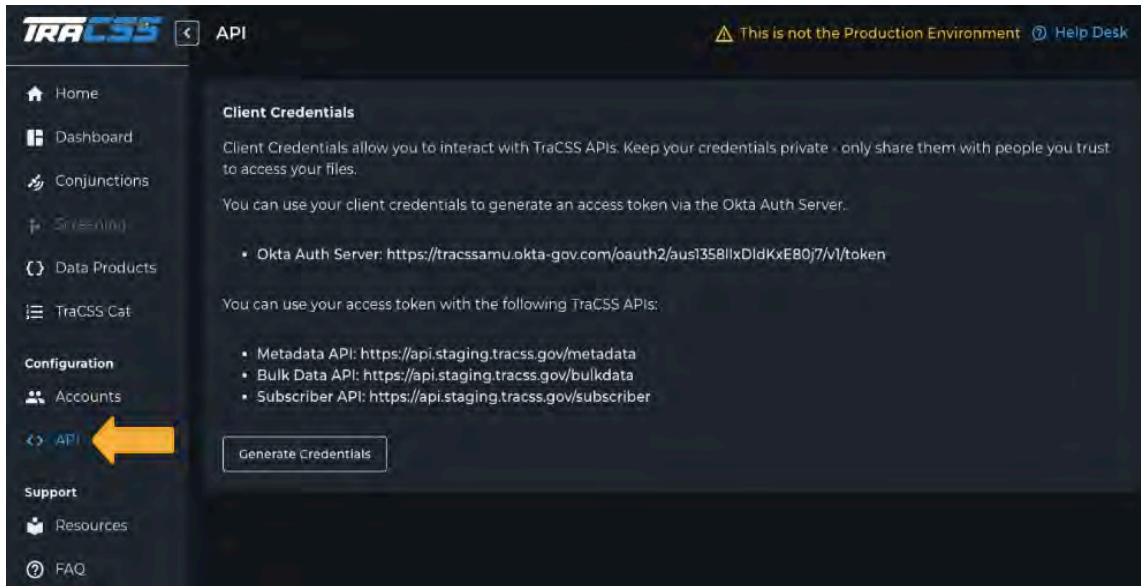 TRACSS
API
This is not the Production Environment
Help Desk
Home
Dashboard
Conjunctions
Screening
Data Products
TraCSS Cat
Configuration
Accounts
API
Support
Resources
FAQ
Client Credentials
Client Credentials allow you to interact with TraCSS APIs. Keep your credentials private - only share them with people you trust
to access your files.
You can use your client credentials to generate an access token via the Okta Auth Server.
• Okta Auth Server: https://tracssamu.okta-gov.com/oauth2/aus1358llxDldKxE80j7/v1/token
You can use your access token with the following TraCSS APIs:
• Metadata API: https://api.staging.tracss.gov/metadata
• Bulk Data API: https://api.staging.tracss.gov/bulkdata
• Subscriber API: https://api.staging.tracss.gov/subscriber
Generate Credentials